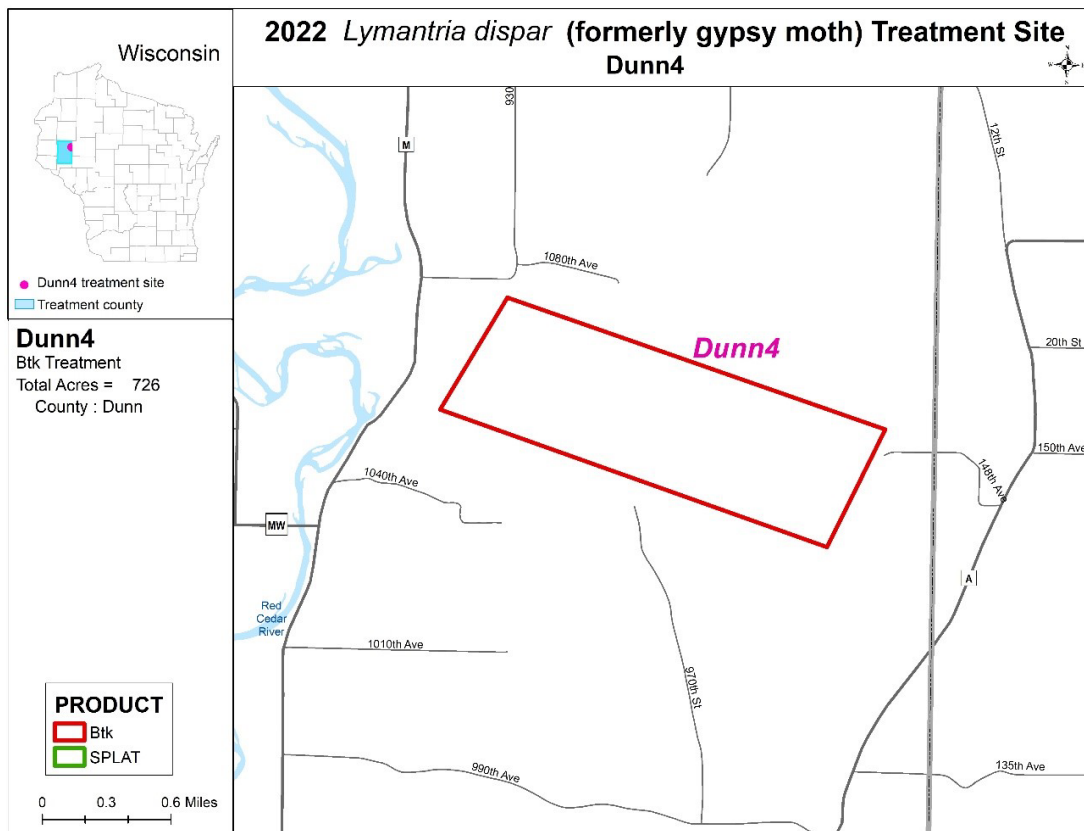 Wisconsin
Dunn4 treatment site
Treatment county
2022 Lymantria dispar (formerly gypsy moth) Treatment Site
Dunn4
N
W
E
S
Dunn4
Btk Treatment
Total Acres = 726
County : Dunn
PRODUCT
Btk
SPLAT
0 0.3 0.6 Miles
930
M
12th St
1080th Ave
Dunn4
20th St
150th Ave
148th Ave
1040th Ave
MW
A
Red
Cedar
River
1010th Ave
970th St
990th Ave
135th Ave